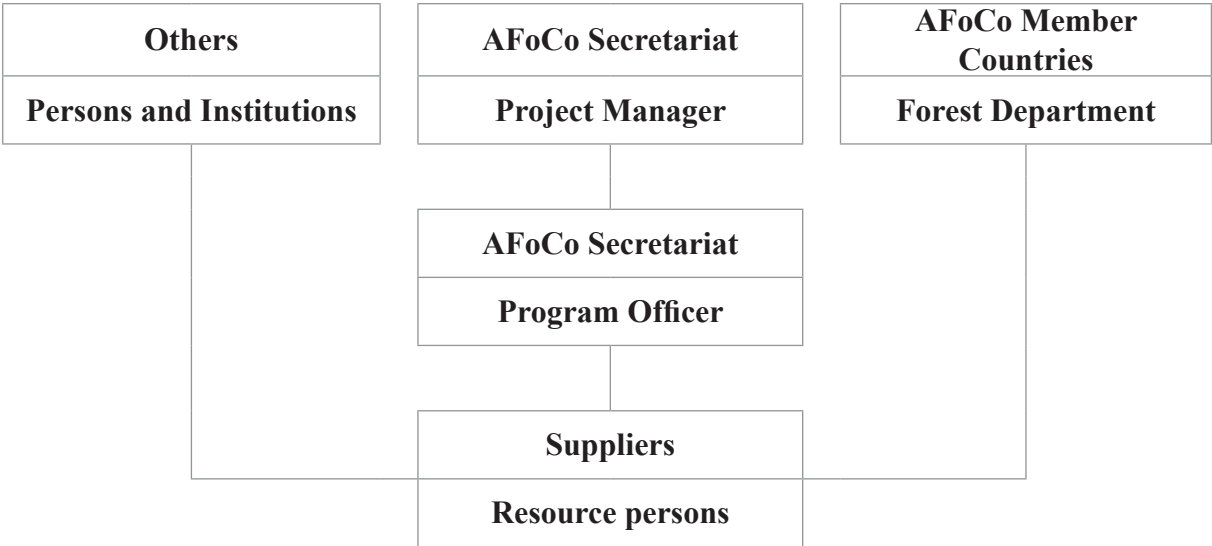 Others
Persons and Institutions
AFoCo Secretariat
Project Manager
AFoCo Member
Countries
Forest Department
AFoCo Secretariat
Program Officer
Suppliers
Resource persons